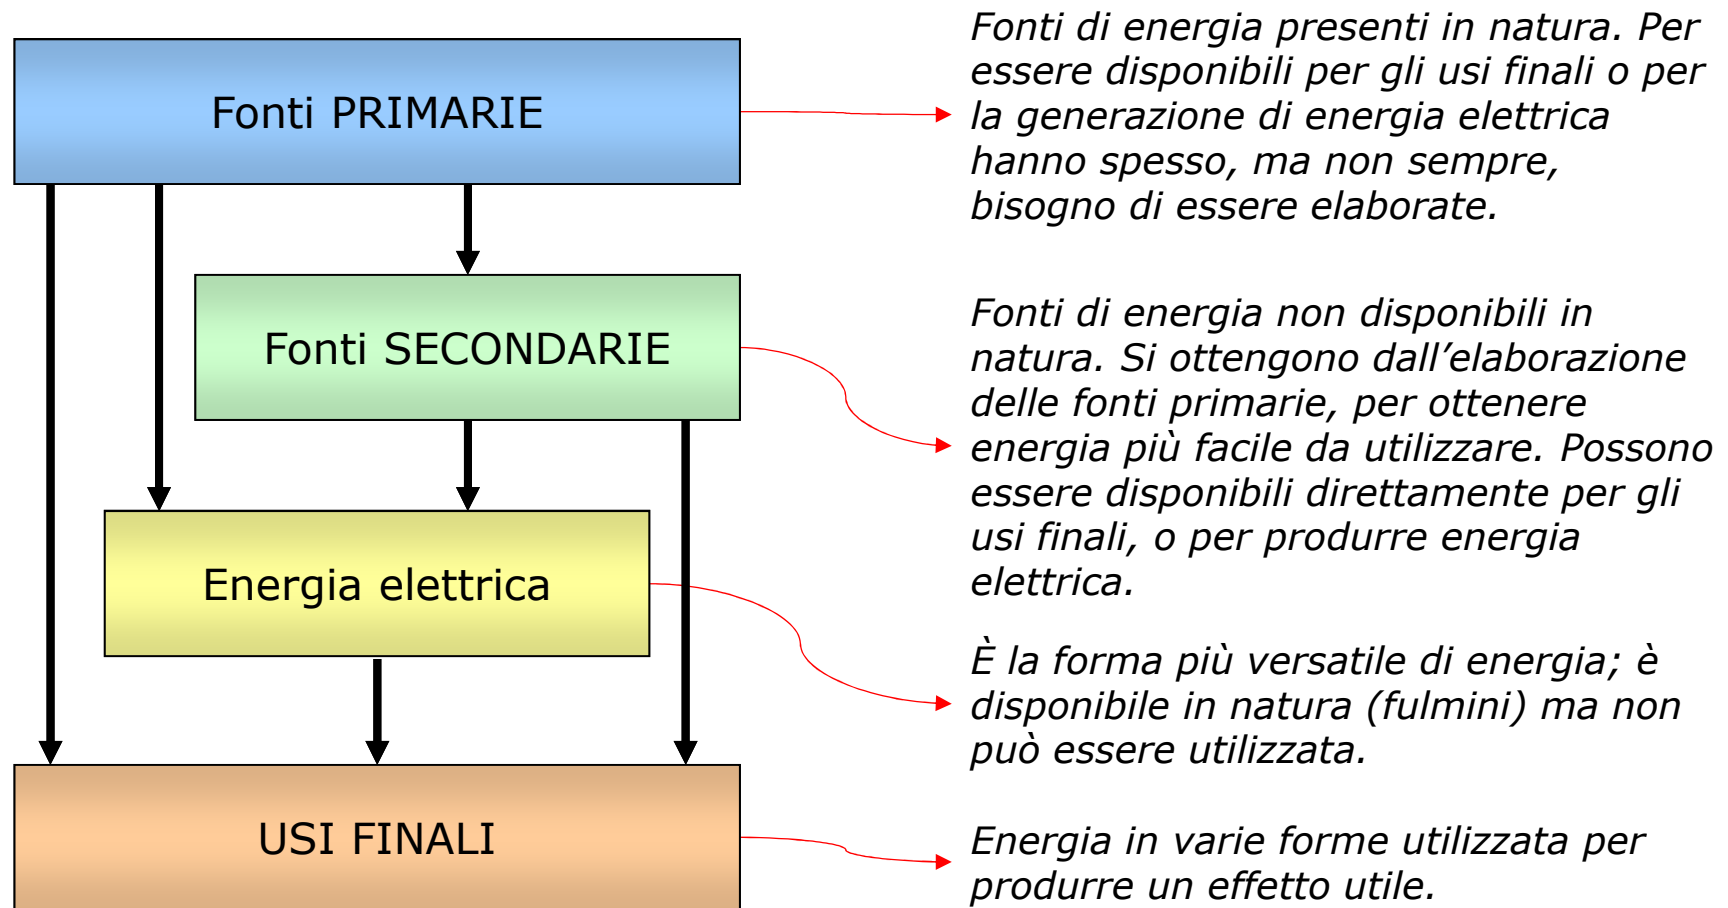 Fonti PRIMARIE
Fonti di energia presenti in natura. Per
essere disponibili per gli usi finali o per
la generazione di energia elettrica
hanno spesso, ma non sempre,
bisogno di essere elaborate.
Fonti SECONDARIE
Fonti di energia non disponibili in
natura. Si ottengono dall’elaborazione
delle fonti primarie, per ottenere
energia più facile da utilizzare. Possono
essere disponibili direttamente per gli
usi finali, o per produrre energia
elettrica.
Energia elettrica
È la forma più versatile di energia; è
disponibile in natura (fulmini) ma non
può essere utilizzata.
USI FINALI
Energia in varie forme utilizzata per
produrre un effetto utile.